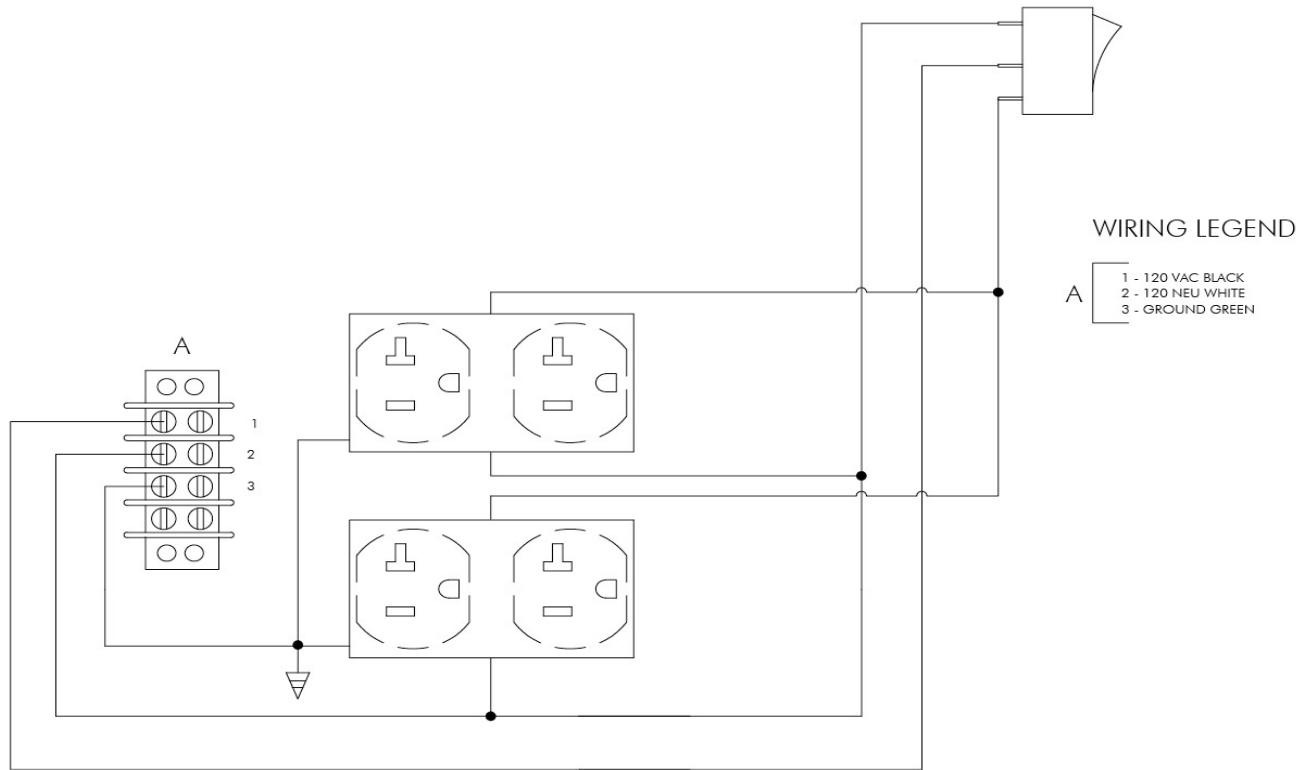 WIRING LEGEND
A
1 - 120 VAC BLACK
2 - 120 NEU WHITE
3 - GROUND GREEN
A
1
2
3